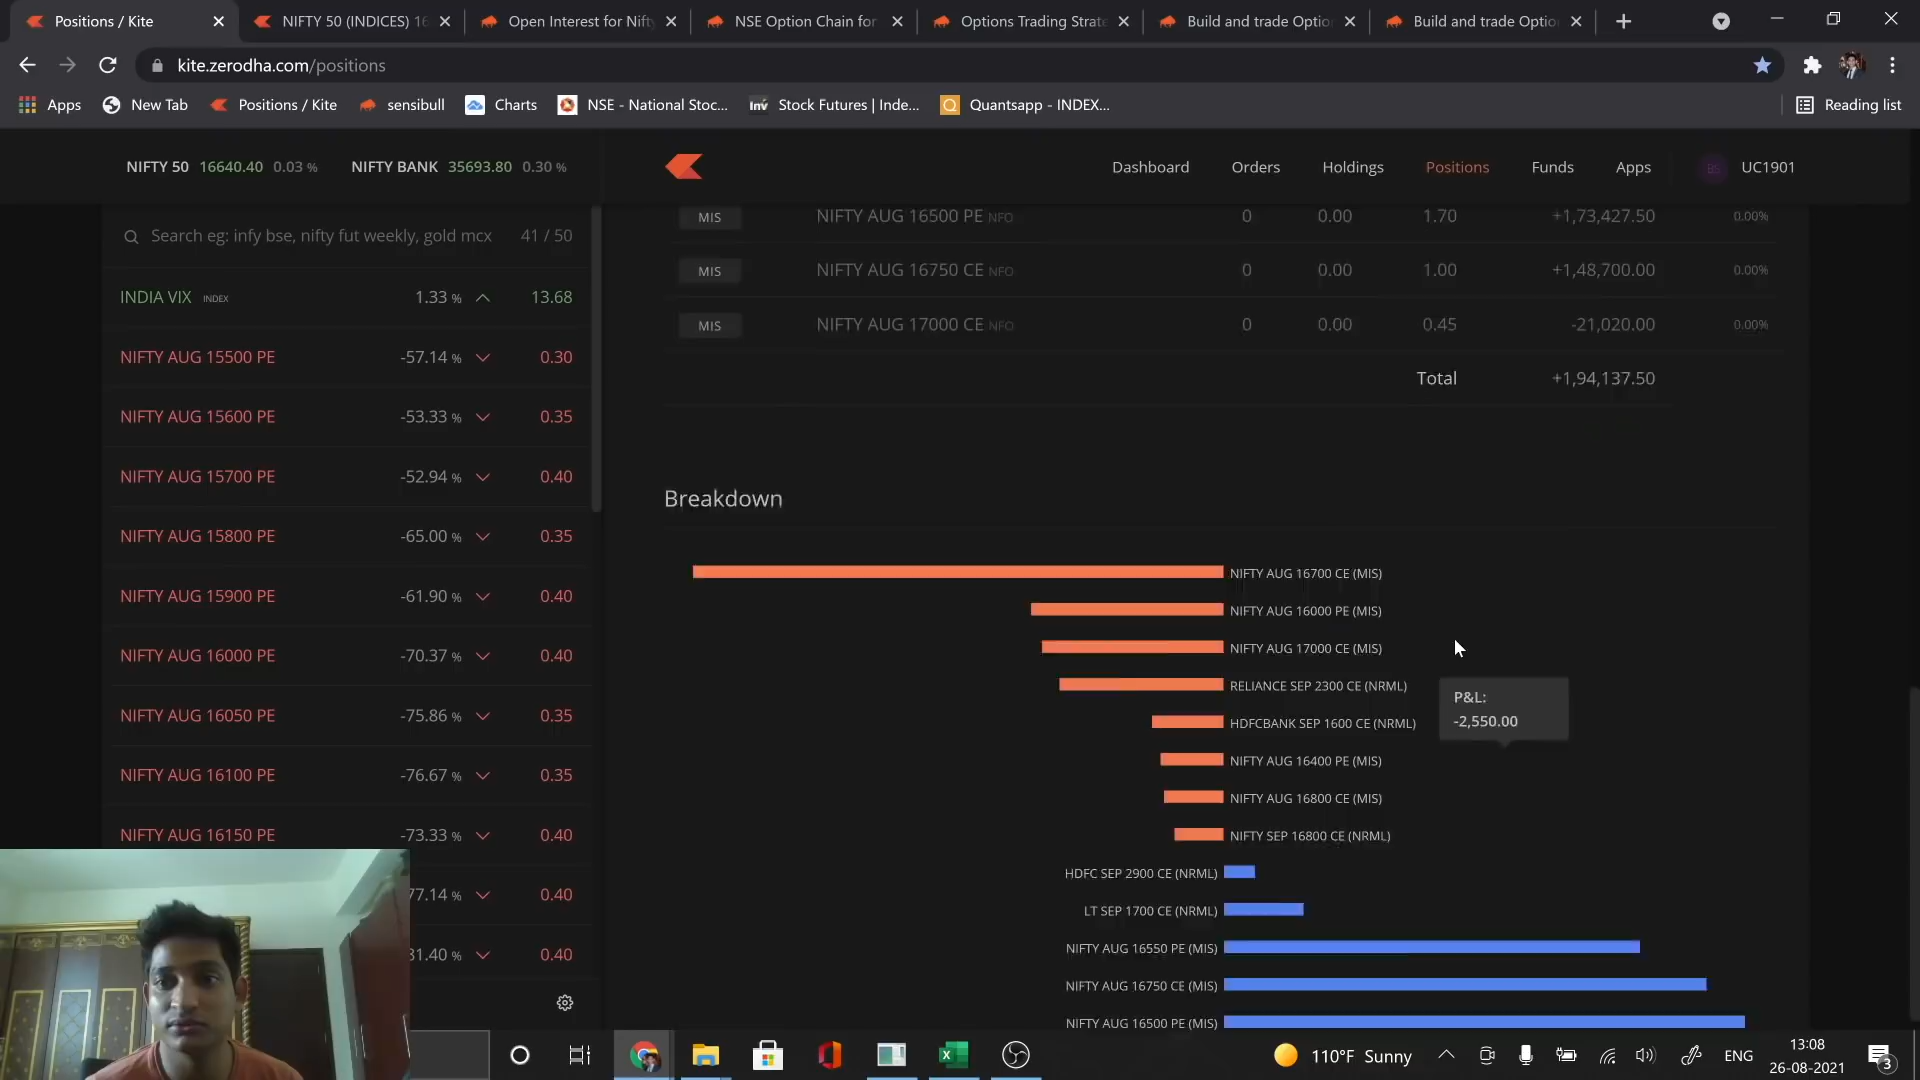 Positions / Kite
NIFTY 50 (INDICES) 16
Open Interest for Nifty
NSE Option Chain for
Options Trading Strate
Build and trade Optio
Build and trade Optio
kite.zerodha.com/positions
Apps
New Tab
Positions / Kite
sensibull
Charts
NSE - National Stoc...
Inv
Stock Futures | Inde...
Q
Quantsapp - INDEX...
Reading list
NIFTY 50 16640.40 0.03 %
NIFTY BANK 35693.80 0.30 %
Dashboard
Orders
Holdings
Positions
Funds
Apps
BS
UC1901
Search eg: infy bse, nifty fut weekly, gold mcx 41 / 50
INDIA VIX INDEX 1.33 % 13.68
NIFTY AUG 15500 PE -57.14 % 0.30
NIFTY AUG 15600 PE -53.33 % 0.35
NIFTY AUG 15700 PE -52.94 % 0.40
NIFTY AUG 15800 PE -65.00 % 0.35
NIFTY AUG 15900 PE -61.90 % 0.40
NIFTY AUG 16000 PE -70.37 % 0.40
NIFTY AUG 16050 PE -75.86 % 0.35
NIFTY AUG 16100 PE -76.67 % 0.35
NIFTY AUG 16150 PE -73.33 % 0.40
77.14 % 0.40
81.40 % 0.40
MIS NIFTY AUG 16500 PE NFO 0 0.00 1.70 +1,73,427.50 0.00%
MIS NIFTY AUG 16750 CE NFO 0 0.00 1.00 +1,48,700.00 0.00%
MIS NIFTY AUG 17000 CE NFO 0 0.00 0.45 -21,020.00 0.00%
Total +1,94,137.50
Breakdown
NIFTY AUG 16700 CE (MIS)
NIFTY AUG 16000 PE (MIS)
NIFTY AUG 17000 CE (MIS)
RELIANCE SEP 2300 CE (NRML)
HDFCBANK SEP 1600 CE (NRML)
NIFTY AUG 16400 PE (MIS)
NIFTY AUG 16800 CE (MIS)
NIFTY SEP 16800 CE (NRML)
HDFC SEP 2900 CE (NRML)
LT SEP 1700 CE (NRML)
NIFTY AUG 16550 PE (MIS)
NIFTY AUG 16750 CE (MIS)
NIFTY AUG 16500 PE (MIS)
P&L:
-2,550.00
110°F Sunny
ENG
13:08
26-08-2021
3